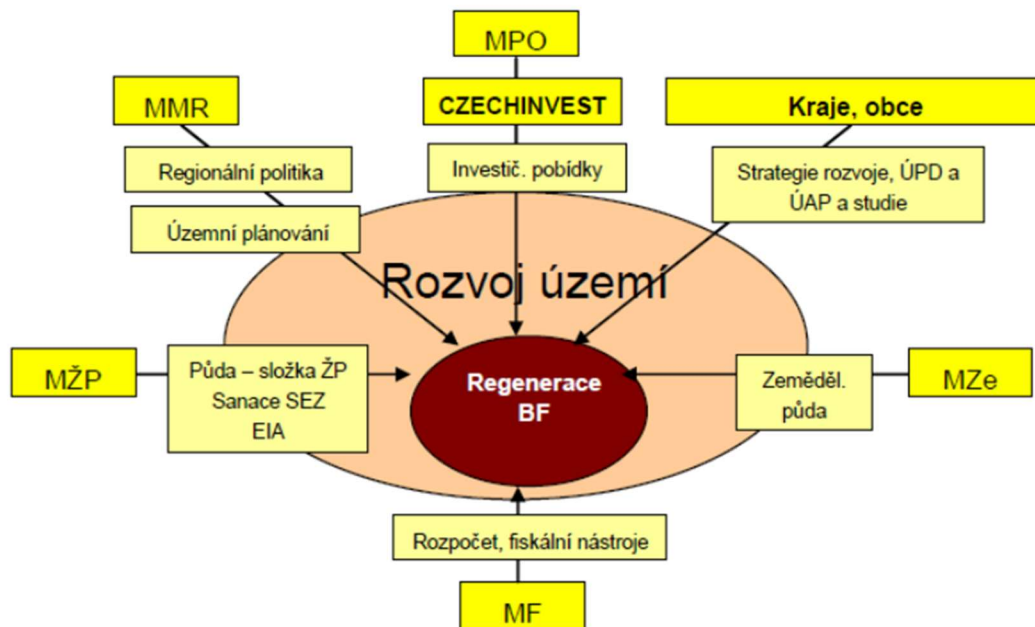 MPO
MMR
CZECHINVEST
Kraje, obce
Regionální politika
Investič. pobídky
Strategie rozvoje, ÚPD a
ÚAP a studie
Územní plánování
Rozvoj území
MŽP
Půda – složka ŽP
Sanace SEZ
EIA
Regenerace
BF
Zeměděl.
půda
MZe
Rozpočet, fiskální nástroje
MF